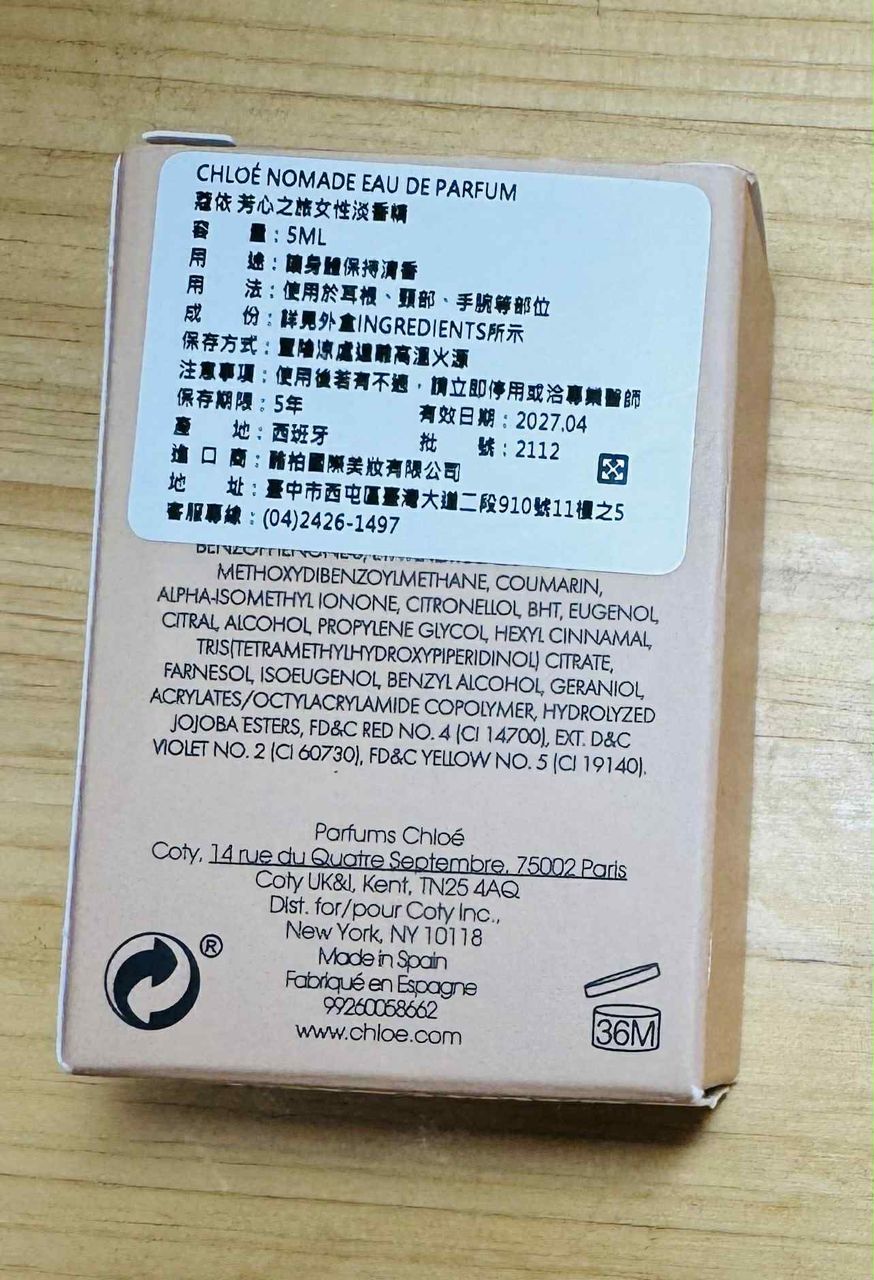 CHLOÉ NOMADE EAU DE PARFUM
蔻依 芳心之旅女性淡香精
容 量：5ML
用 途：讓身體保持清香
用 法：使用於耳根、頸部、手腕等部位
成 份：詳見外盒INGREDIENTS所示
保存方式：置陰涼處遠離高溫火源
注意事項：使用後若有不適，請立即停用或洽專業醫師
保存期限：5年 有效日期：2027.04
產 地：西班牙 批 號：2112
進 口 商：酷柏國際美妝有限公司
地 址：臺中市西屯區臺灣大道二段910號11樓之5
客服專線：(04)2426-1497
METHOXYDIBENZOYLMETHANE, COUMARIN,
ALPHA-ISOMETHYL IONONE, CITRONELLOL, BHT, EUGENOL,
CITRAL, ALCOHOL, PROPYLENE GLYCOL, HEXYL CINNAMAL,
TRIS(TETRAMETHYLHYDROXYPIPERIDINOL) CITRATE,
FARNESOL, ISOEUGENOL, BENZYL ALCOHOL, GERANIOL,
ACRYLATES/OCTYLACRYLAMIDE COPOLYMER, HYDROLYZED
JOJOBA ESTERS, FD&C RED NO. 4 (CI 14700), EXT. D&C
VIOLET NO. 2 (CI 60730), FD&C YELLOW NO. 5 (CI 19140).
Parfums Chloé
Coty, 14 rue du Quatre Septembre, 75002 Paris
Coty UK&I, Kent, TN25 4AQ
Dist. for/pour Coty Inc.,
New York, NY 10118
Made in Spain
Fabriqué en Espagne
99260058662
www.chloe.com
®
36M